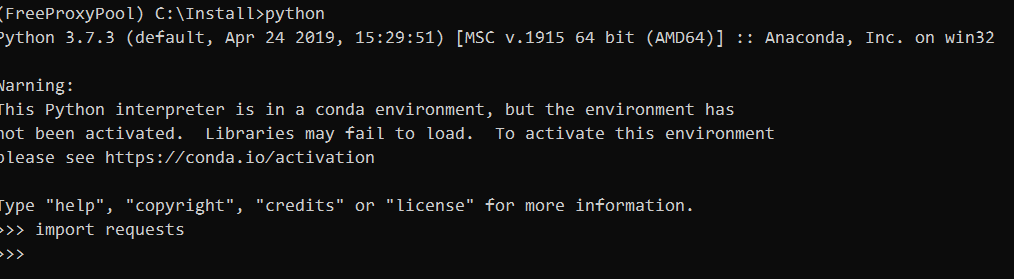 (FreeProxyPool) C:\Install>python
Python 3.7.3 (default, Apr 24 2019, 15:29:51) [MSC v.1915 64 bit (AMD64)] :: Anaconda, Inc. on win32
Warning:
This Python interpreter is in a conda environment, but the environment has
not been activated.  Libraries may fail to load.  To activate this environment
please see https://conda.io/activation
Type "help", "copyright", "credits" or "license" for more information.
>>> import requests
>>>